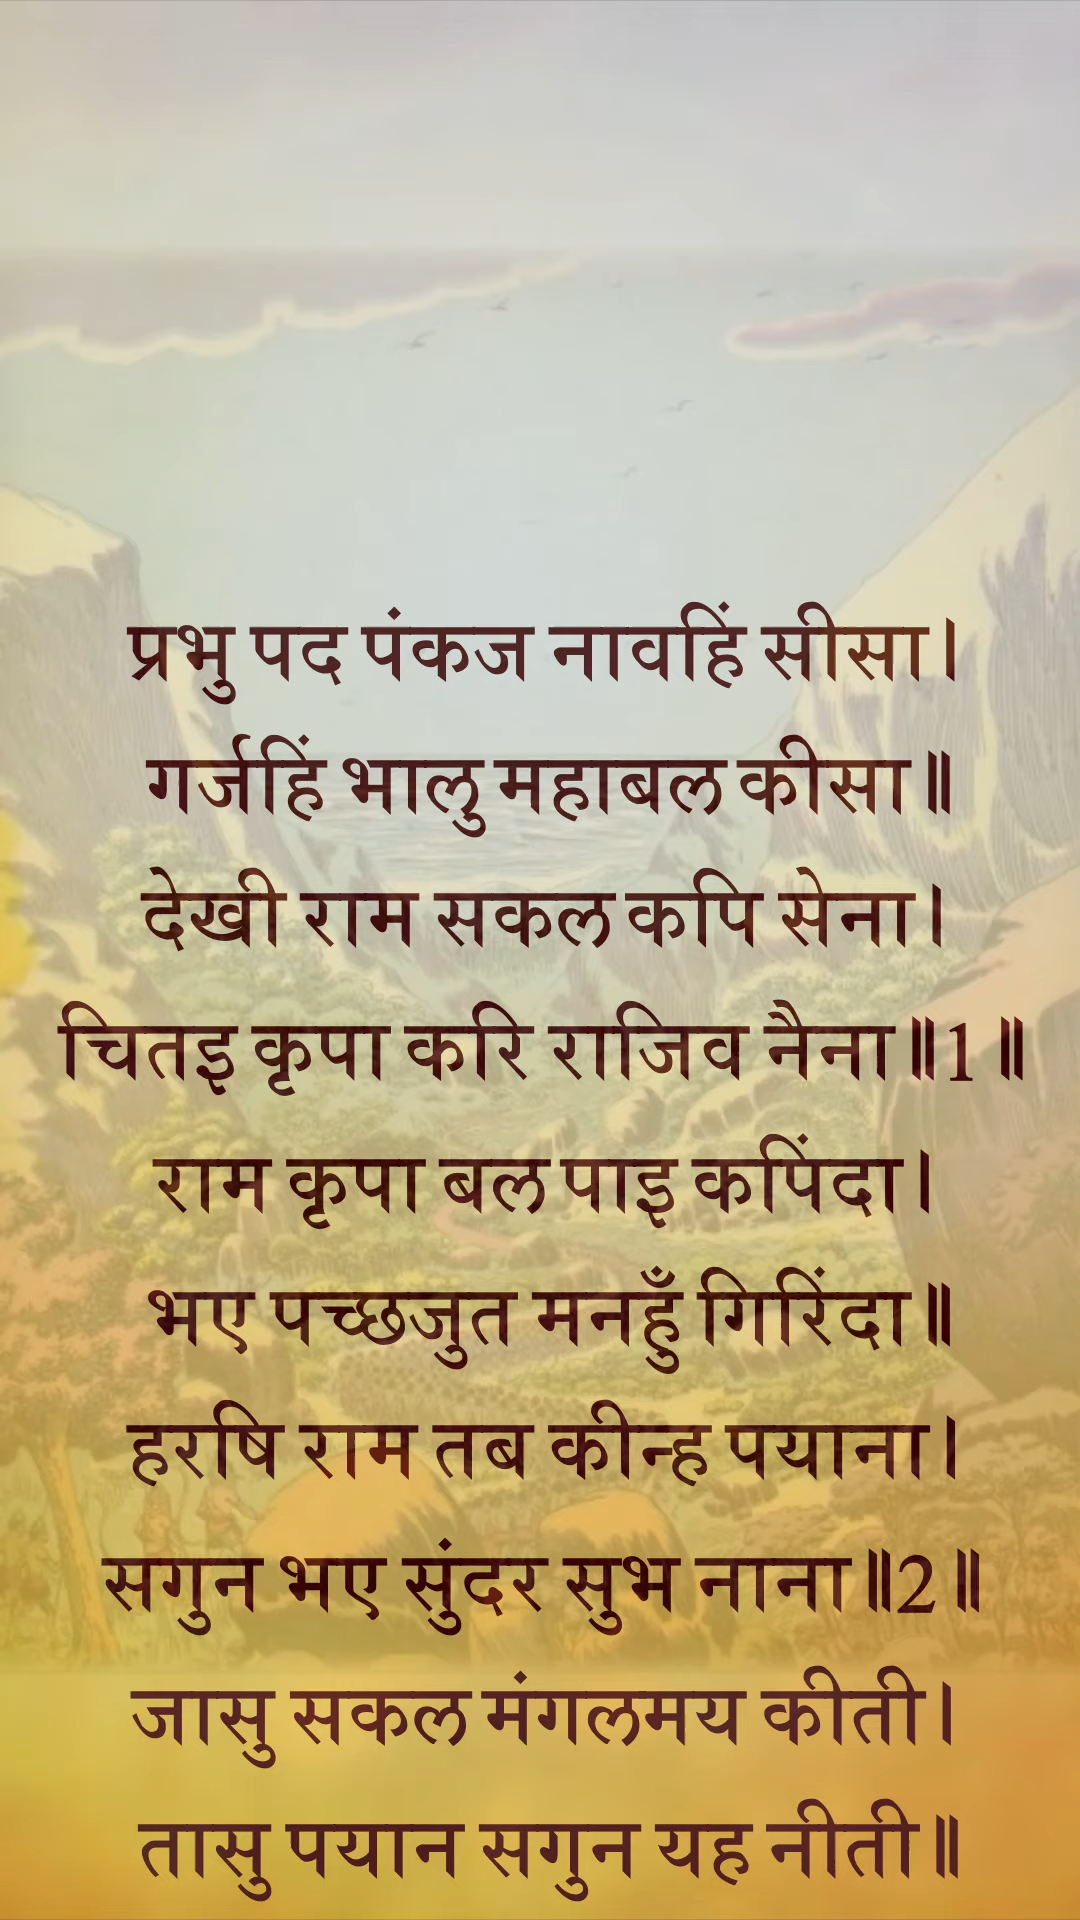 प्रभु पद पंकज नावहिं सीसा।
गर्जहिं भालु महाबल कीसा॥
देखी राम सकल कपि सेना।
चितइ कृपा करि राजिव नैना॥1॥
राम कृपा बल पाइ कपिंदा।
भए पच्छजुत मनहुँ गिरिंदा॥
हरषि राम तब कीन्ह पयाना।
सगुन भए सुंदर सुभ नाना॥2॥
जासु सकल मंगलमय कीती।
तासु पयान सगुन यह नीती॥